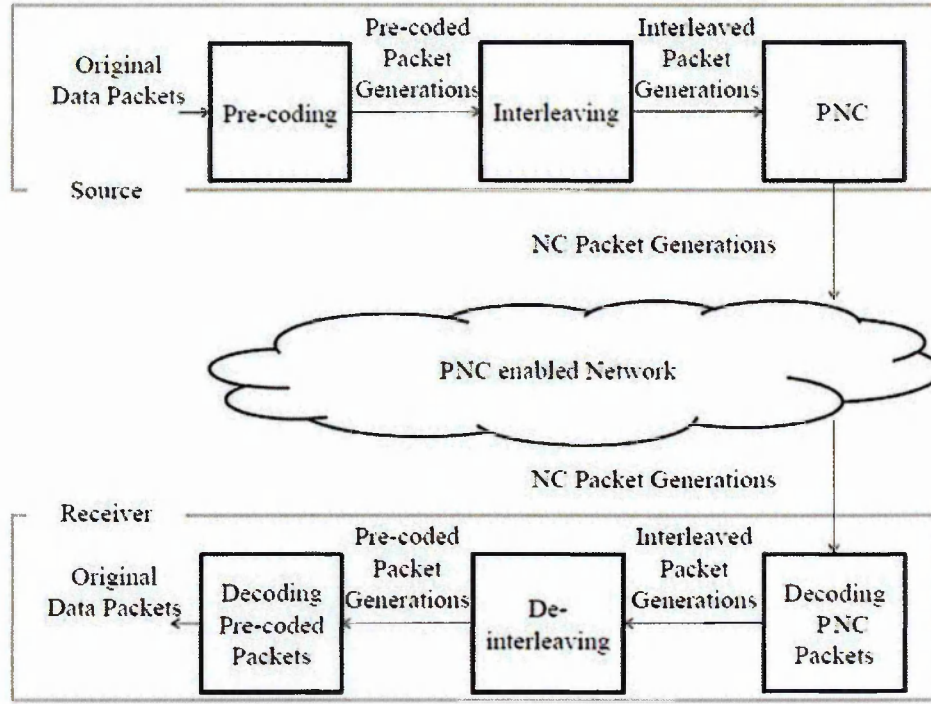 Original
Data Packets
Pre-coding
Pre-coded
Packet
Generations
Interleaving
Interleaved
Packet
Generations
PNC
Source
NC Packet Generations
PNC enabled Network
NC Packet Generations
Receiver
Original
Data Packets
Decoding
Pre-coded
Packets
Pre-coded
Packet
Generations
De-
interleaving
Interleaved
Packet
Generations
Decoding
PNC
Packets